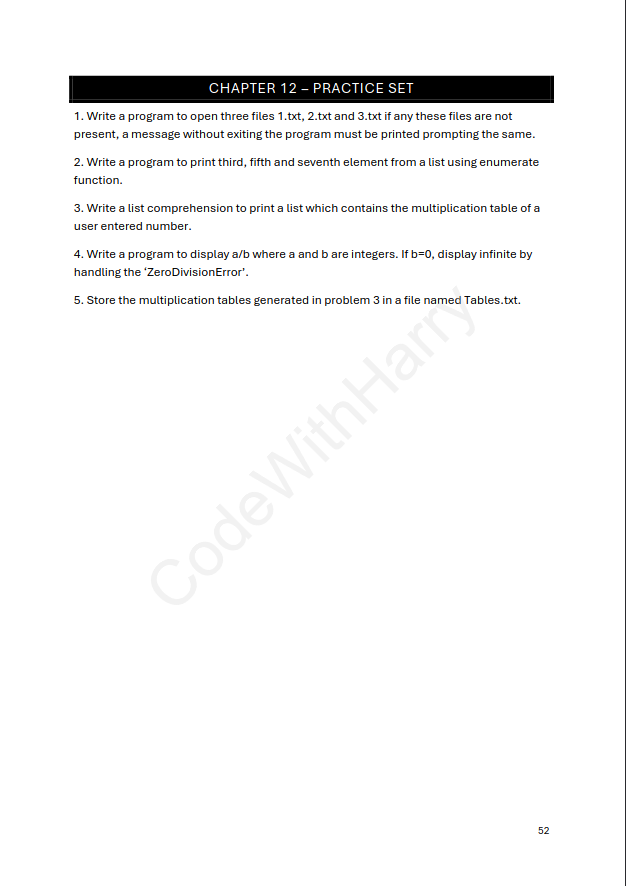 CHAPTER 12 – PRACTICE SET
1. Write a program to open three files 1.txt, 2.txt and 3.txt if any these files are not
present, a message without exiting the program must be printed prompting the same.
2. Write a program to print third, fifth and seventh element from a list using enumerate
function.
3. Write a list comprehension to print a list which contains the multiplication table of a
user entered number.
4. Write a program to display a/b where a and b are integers. If b=0, display infinite by
handling the ‘ZeroDivisionError’.
5. Store the multiplication tables generated in problem 3 in a file named Tables.txt.
CodeWithHarry
52